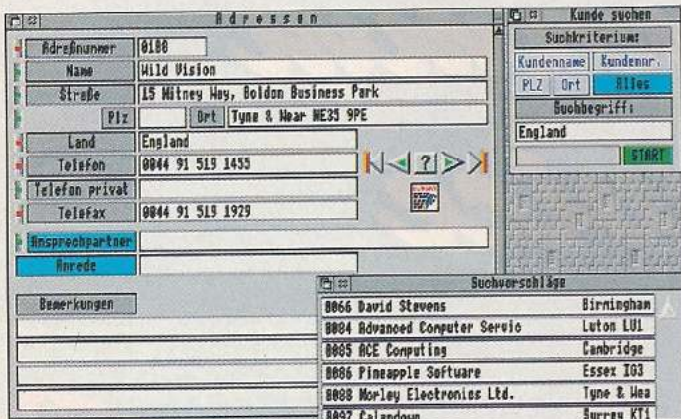 Adressen
Adreßnummer 0180
Name Wild Vision
Straße 15 Witney Way, Boldon Business Park
Plz Ort Tyne & Wear NE35 9PE
Land England
Telefon 0044 91 519 1455
Telefon privat
Telefax 0044 91 519 1929
Ansprechpartner
Anrede
Bemerkungen
Kunde suchen
Suchkriterium:
Kundenname Kundennr.
PLZ Ort Alles
Suchbegriff:
England
START
?
Suchvorschläge
0066 David Stevens Birmingham
0084 Advanced Computer Servic Luton LU1
0085 ACE Computing Cambridge
0086 Pineapple Software Essex IG3
0088 Morley Electronics Ltd. Tyne & Wea
0092 Calandown Surrey KT1